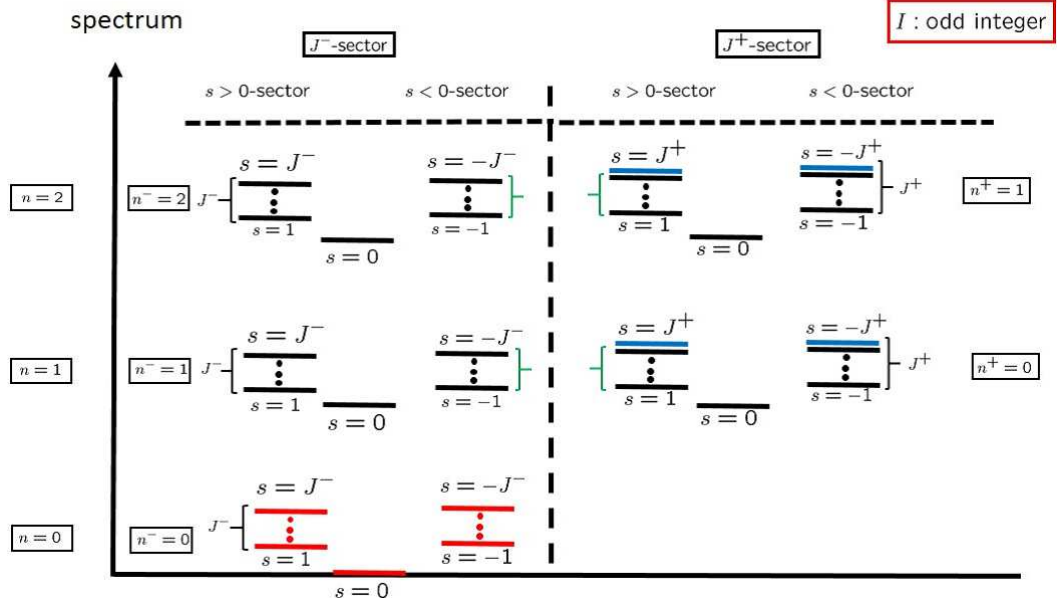 spectrum
I : odd integer
J⁻-sector
J⁺-sector
s > 0-sector
s < 0-sector
s > 0-sector
s < 0-sector
n = 2
n⁻ = 2
J⁻
s = J⁻
s = 1
s = 0
s = −J⁻
s = −1
s = J⁺
s = 1
s = 0
s = −J⁺
s = −1
J⁺
n⁺ = 1
n = 1
n⁻ = 1
J⁻
s = J⁻
s = 1
s = 0
s = −J⁻
s = −1
s = J⁺
s = 1
s = 0
s = −J⁺
s = −1
J⁺
n⁺ = 0
n = 0
n⁻ = 0
J⁻
s = J⁻
s = 1
s = 0
s = −J⁻
s = −1